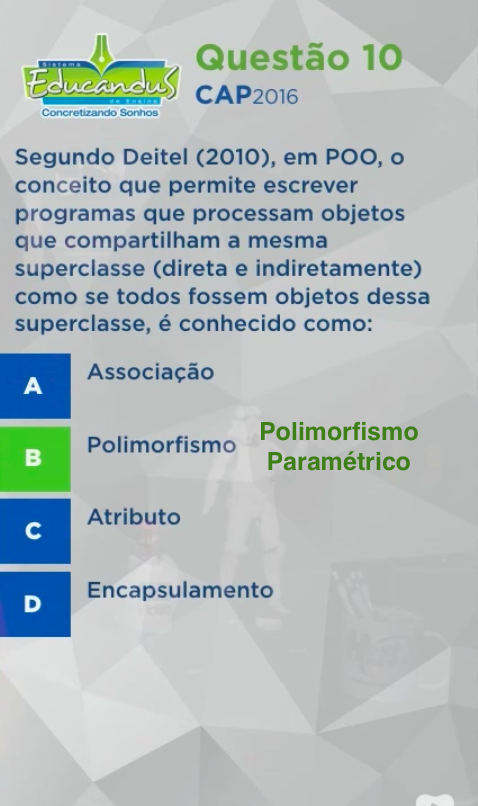 Sistema
Educandus
de Ensino
Concretizando Sonhos
Questão 10
CAP2016
Segundo Deitel (2010), em POO, o
conceito que permite escrever
programas que processam objetos
que compartilham a mesma
superclasse (direta e indiretamente)
como se todos fossem objetos dessa
superclasse, é conhecido como:
A Associação
B Polimorfismo Polimorfismo
Paramétrico
C Atributo
D Encapsulamento